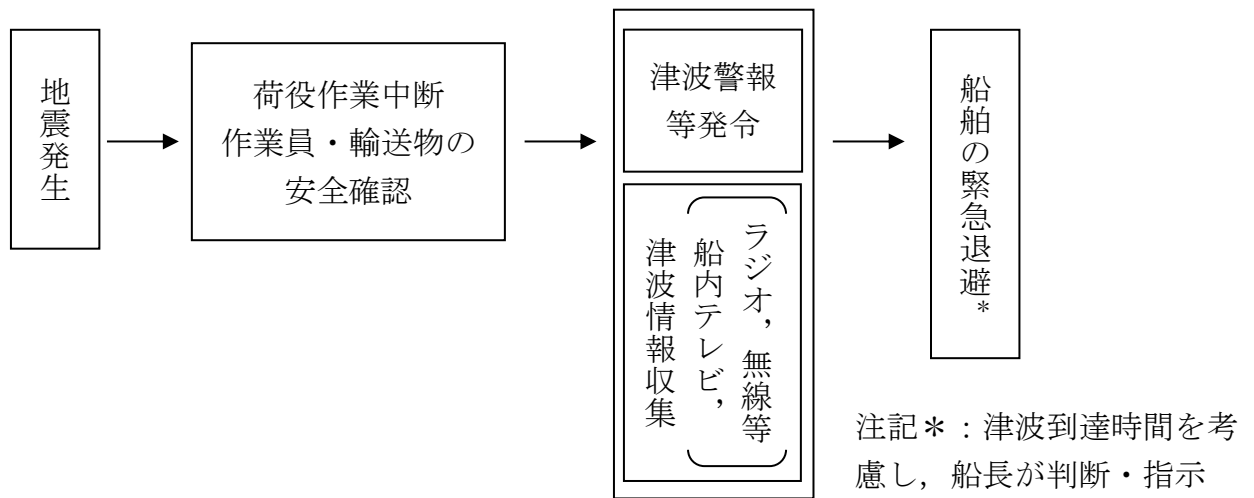 地震発生
荷役作業中断
作業員・輸送物の
安全確認
津波警報
等発令
津波情報収集
船内テレビ，
ラジオ，無線等
船舶の緊急退避*
注記＊：津波到達時間を考
慮し，船長が判断・指示